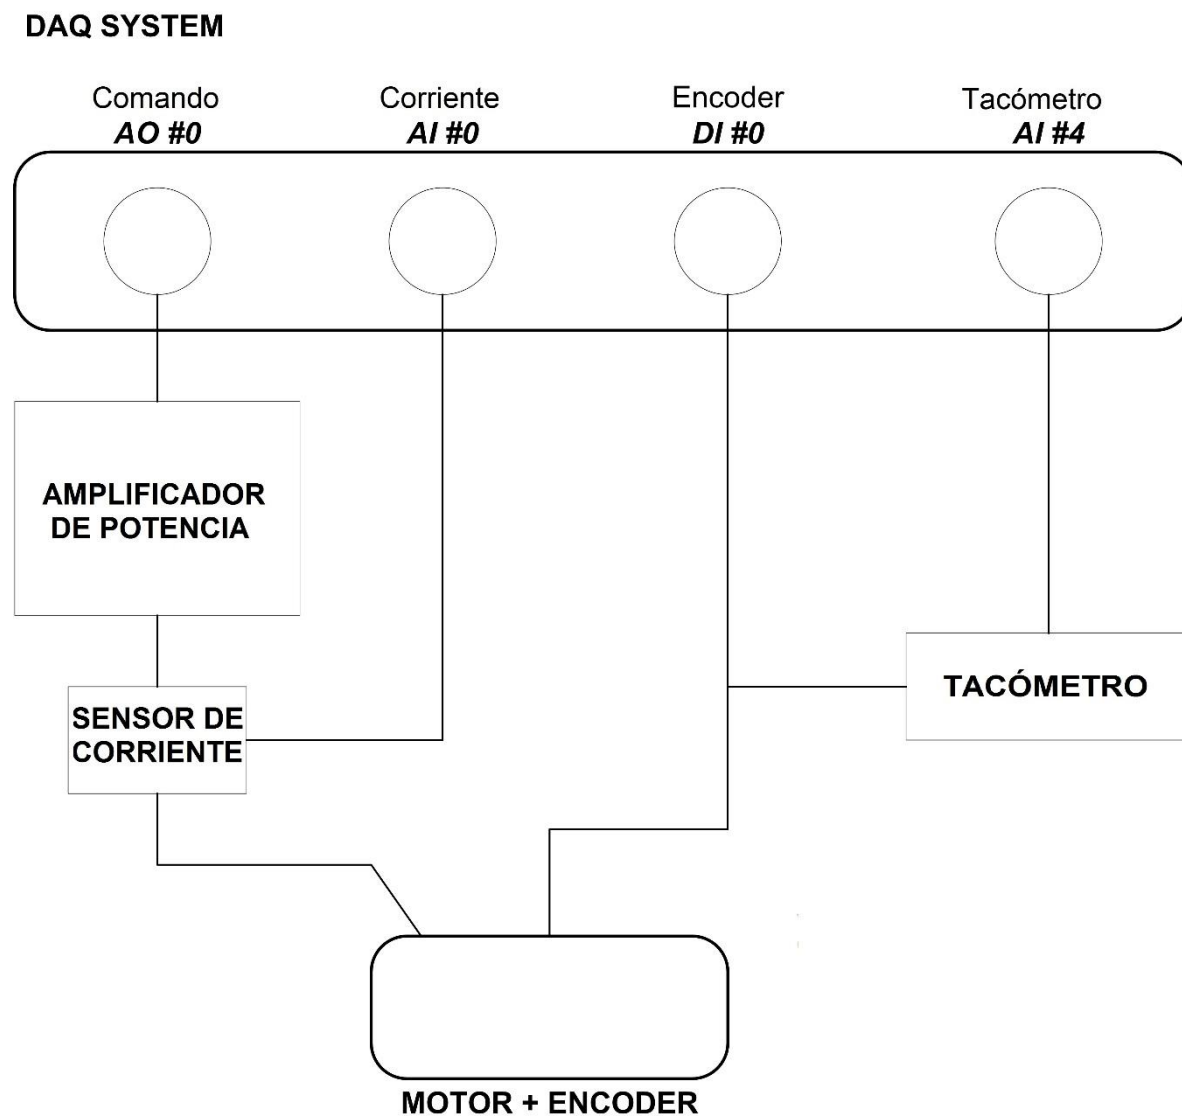 DAQ SYSTEM
Comando
AO #0
Corriente
AI #0
Encoder
DI #0
Tacómetro
AI #4
AMPLIFICADOR
DE POTENCIA
SENSOR DE
CORRIENTE
TACÓMETRO
MOTOR + ENCODER